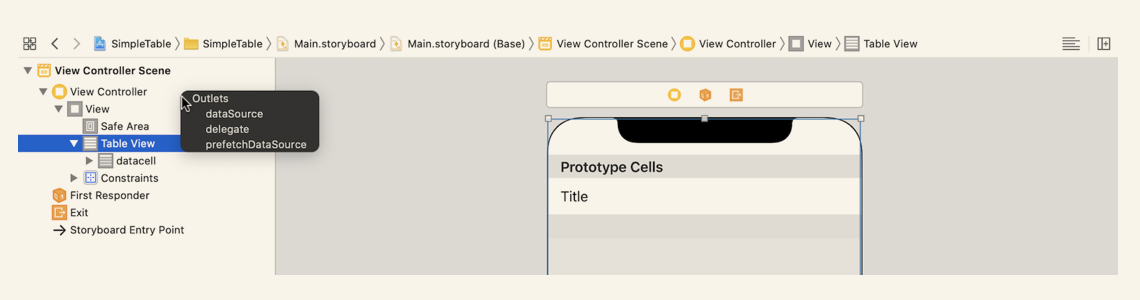 SimpleTable SimpleTable Main.storyboard Main.storyboard (Base) View Controller Scene View Controller View Table View
View Controller Scene
View Controller
View
Safe Area
Table View
datacell
Constraints
First Responder
Exit
Storyboard Entry Point
Outlets
dataSource
delegate
prefetchDataSource
Prototype Cells
Title